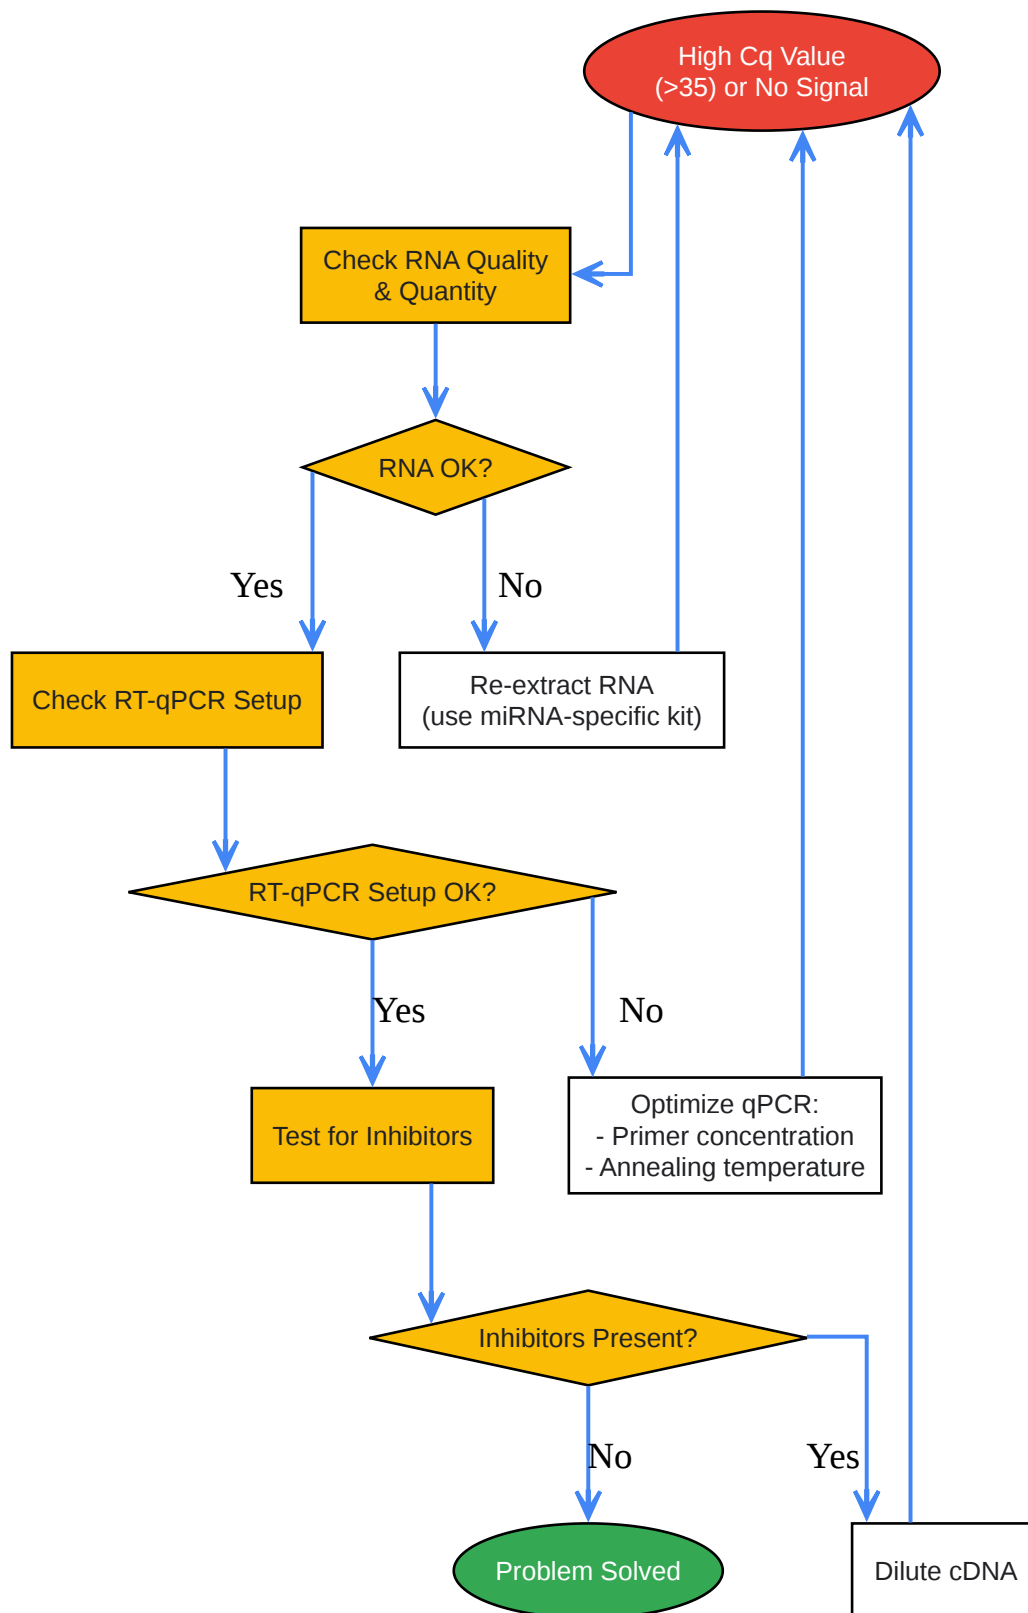 High Cq Value
(>35) or No Signal
Check RNA Quality
& Quantity
RNA OK?
Yes
No
Check RT-qPCR Setup
Re-extract RNA
(use miRNA-specific kit)
RT-qPCR Setup OK?
Yes
No
Test for Inhibitors
Optimize qPCR:
- Primer concentration
- Annealing temperature
Inhibitors Present?
No
Yes
Problem Solved
Dilute cDNA